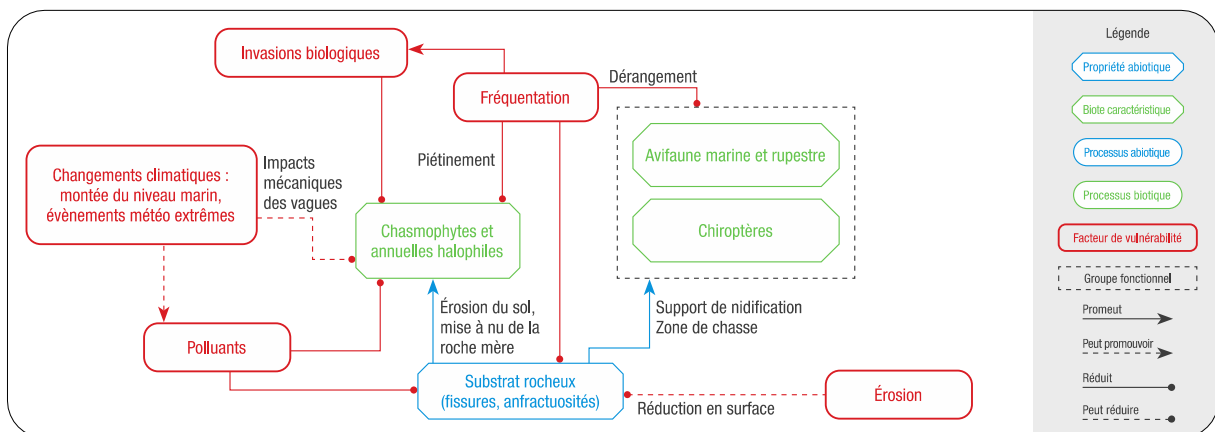 Invasions biologiques
Fréquentation
Dérangement
Avifaune marine et rupestre
Chiroptères
Piétinement
Changements climatiques :
montée du niveau marin,
évènements météo extrêmes
Impacts
mécaniques
des vagues
Chasmophytes et
annuelles halophiles
Érosion du sol,
mise à nu de la
roche mère
Support de nidification
Zone de chasse
Polluants
Substrat rocheux
(fissures, anfractuosités)
Réduction en surface
Érosion
Légende
Propriété abiotique
Biote caractéristique
Processus abiotique
Processus biotique
Facteur de vulnérabilité
Groupe fonctionnel
Promeut
Peut promouvoir
Réduit
Peut réduire